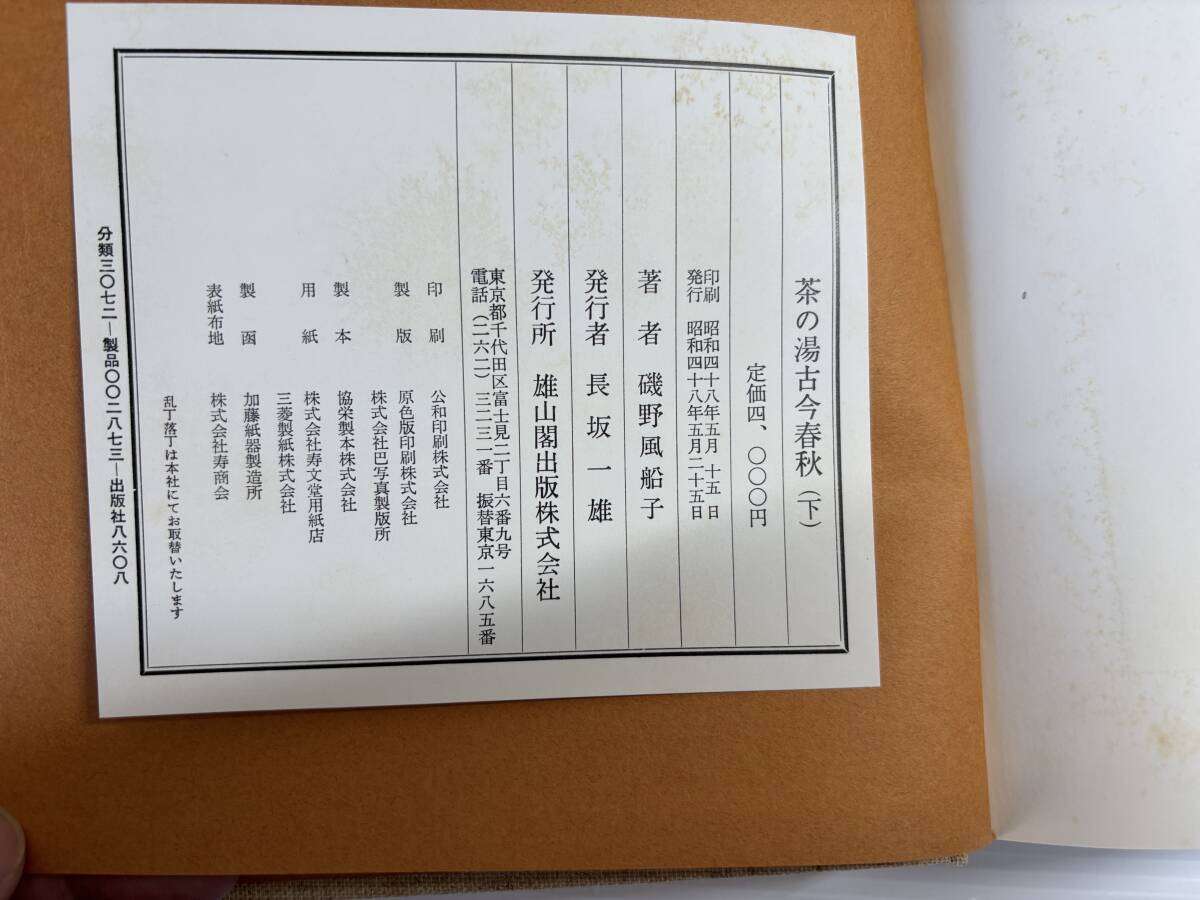 茶の湯古今春秋（下）
定価四、〇〇〇円
印刷　昭和四十八年五月　十五日
発行　昭和四十八年五月二十五日
著者　磯野風船子
発行者　長坂一雄
発行所　雄山閣出版株式会社
東京都千代田区富士見二丁目六番九号
電話（二六二）三二三一番　振替東京一六八五番
印刷　公和印刷株式会社
製版　原色版印刷株式会社
株式会社巴写真製版所
製本　協栄製本株式会社
用紙　株式会社寿文堂用紙店
三菱製紙株式会社
製函　加藤紙器製造所
表紙布地　株式会社寿商会
乱丁落丁は本社にてお取替いたします
分類三〇七二―製品〇〇二八七三―出版社八六〇八